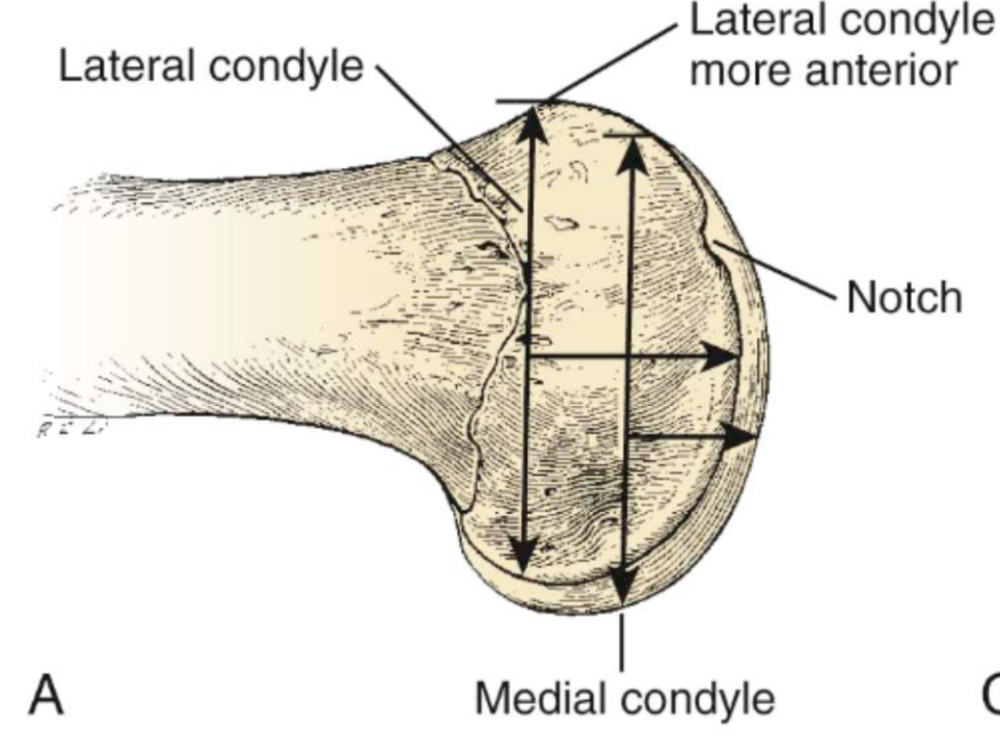 Lateral condyle
more anterior
Lateral condyle
Notch
R E L
Medial condyle
A
C